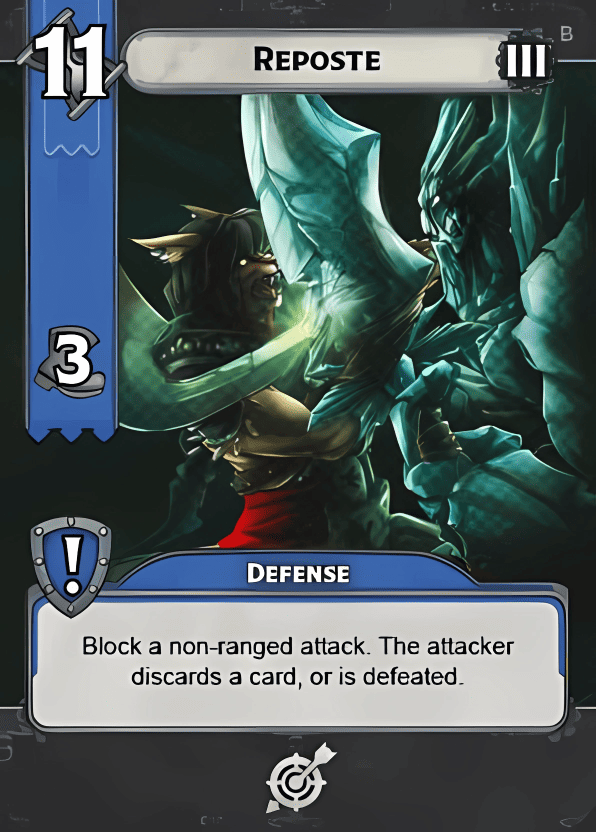 11
REPOSTE
III
B
3
!
DEFENSE
Block a non-ranged attack. The attacker
discards a card, or is defeated.